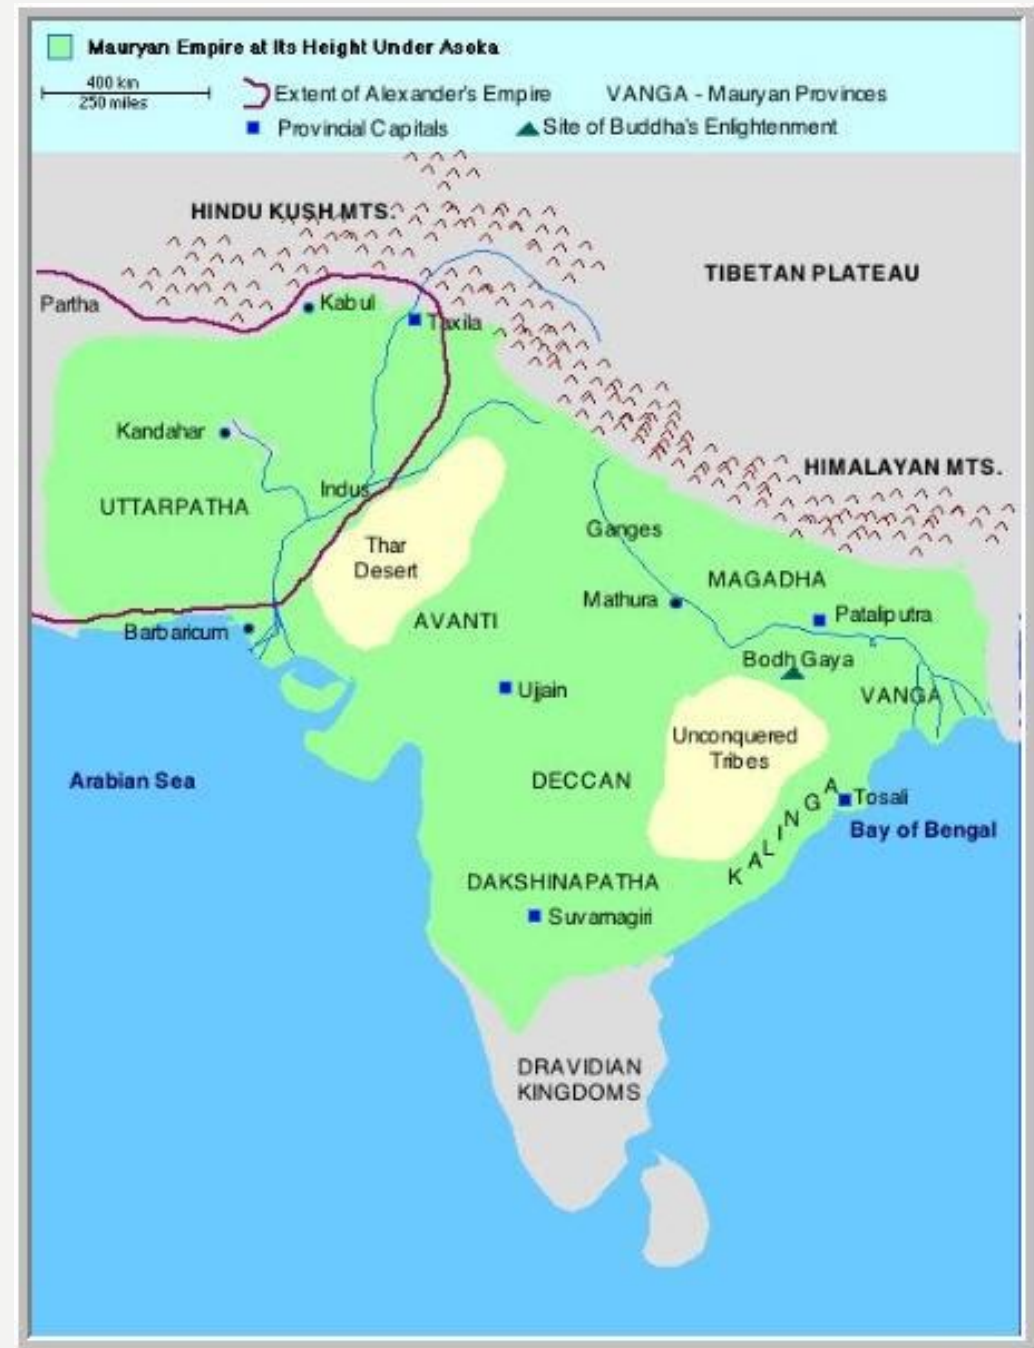 Mauryan Empire at Its Height Under Asoka
400 km
250 miles
Extent of Alexander's Empire
VANGA - Mauryan Provinces
Provincial Capitals
Site of Buddha's Enlightenment
HINDU KUSH MTS.
TIBETAN PLATEAU
Partha
Kabul
Taxila
Kandahar
HIMALAYAN MTS.
Indus
UTTARPATHA
Ganges
Thar
Desert
MAGADHA
Mathura
Pataliputra
AVANTI
Barbaricum
Bodh Gaya
Ujjain
VANGA
Unconquered
Tribes
Arabian Sea
DECCAN
KALINGA
Tosali
Bay of Bengal
DAKSHINAPATHA
Suvarnagiri
DRAVIDIAN
KINGDOMS